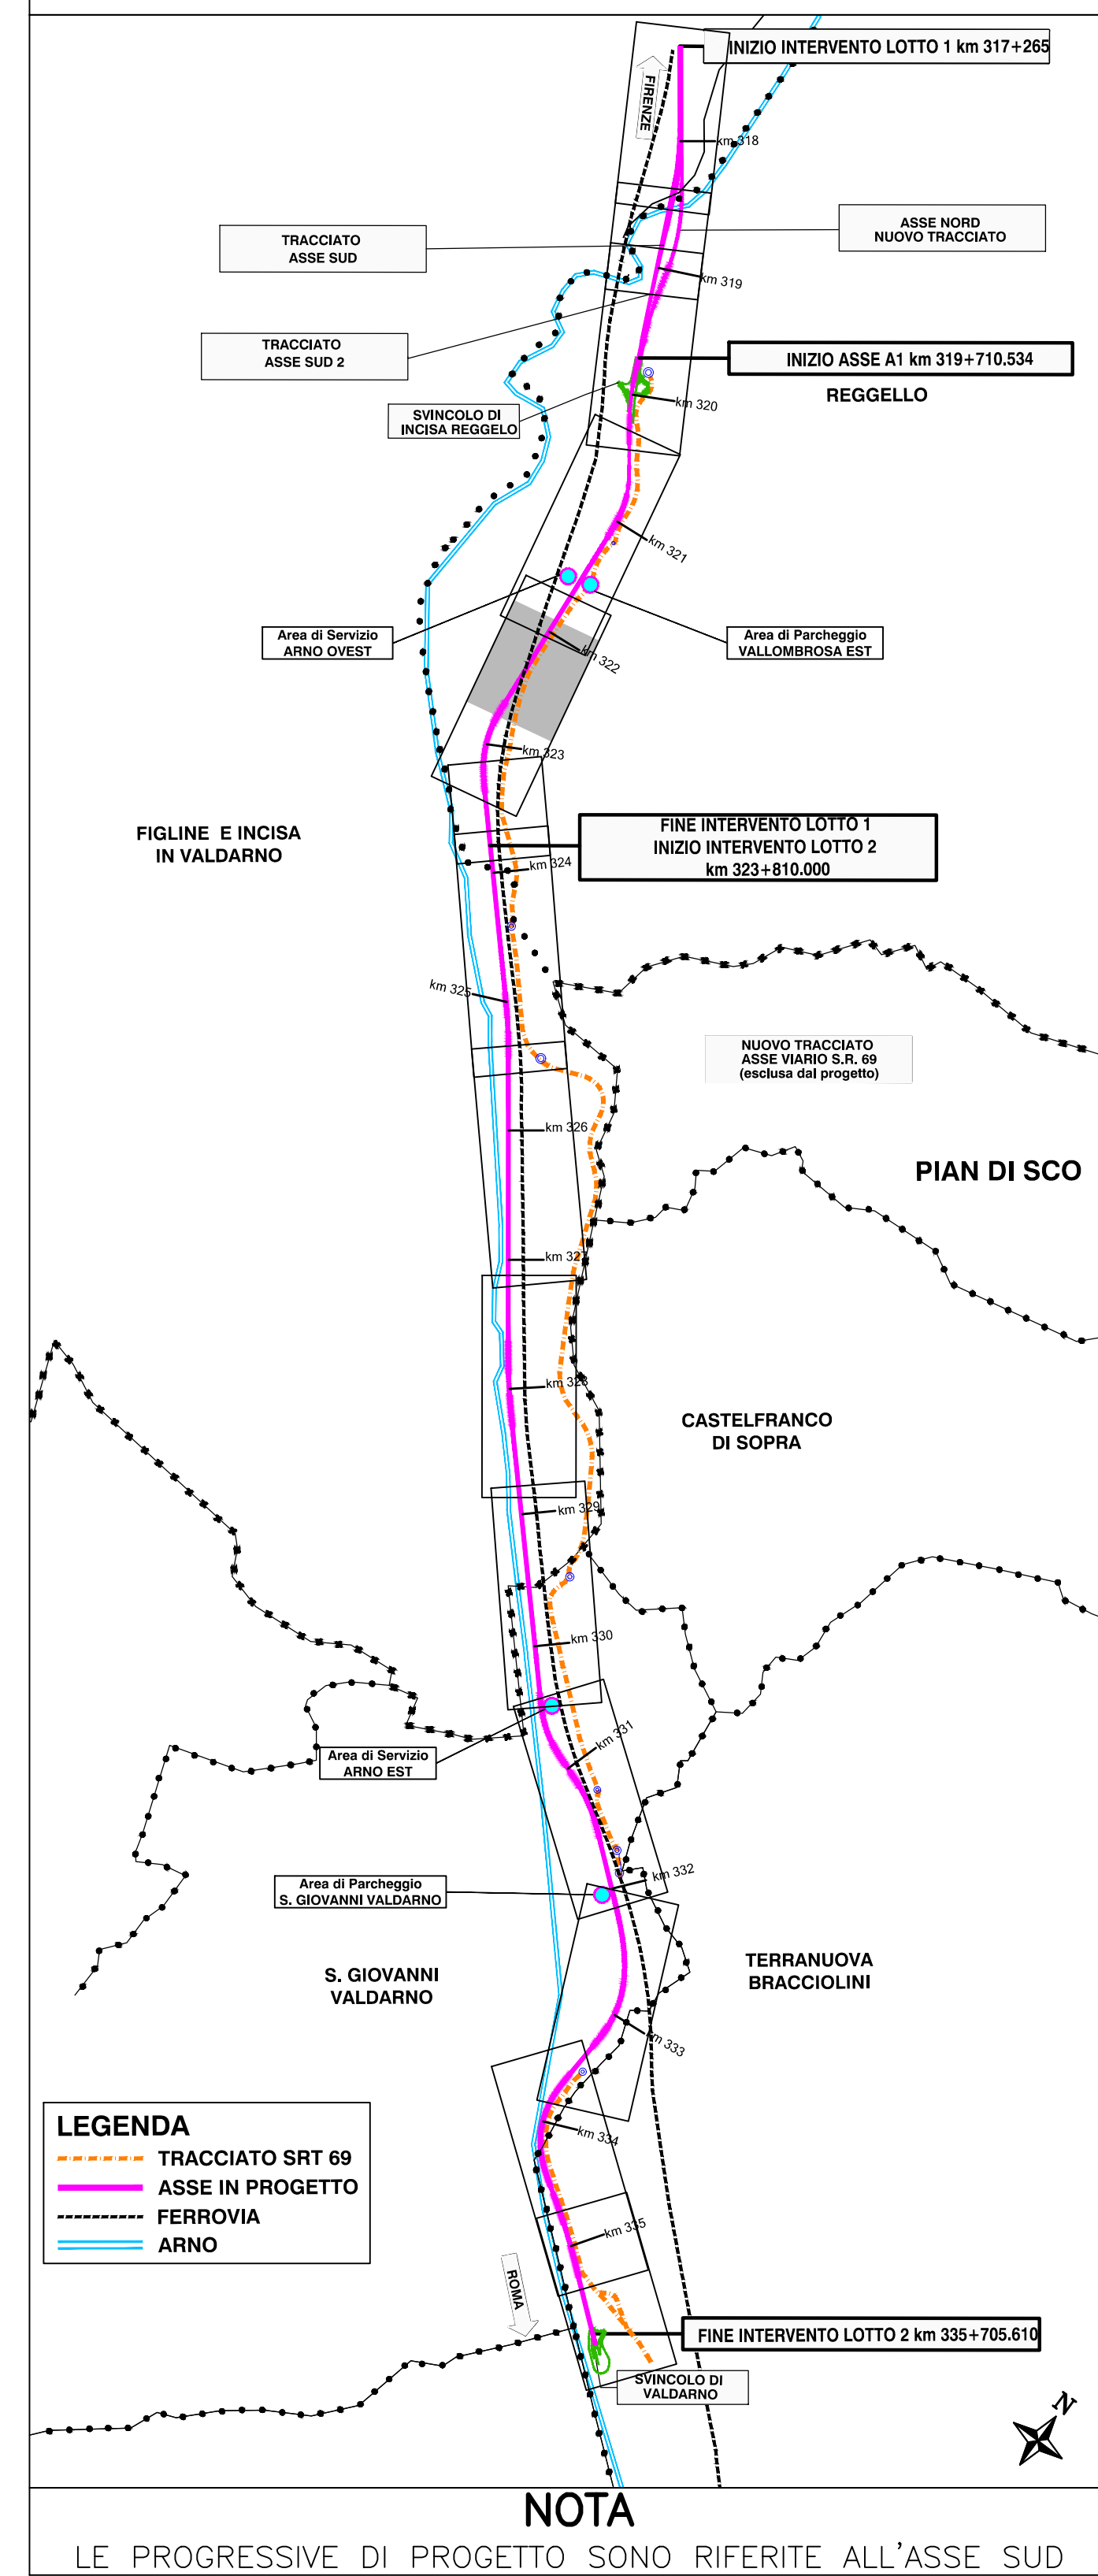 INIZIO INTERVENTO LOTTO 1 km 317+265
FIRENZE
km 318
ASSE NORD
NUOVO TRACCIATO
TRACCIATO
ASSE SUD
km 319
TRACCIATO
ASSE SUD 2
INIZIO ASSE A1 km 319+710.534
REGGELLO
km 320
SVINCOLO DI
INCISA REGGELO
km 321
Area di Servizio
ARNO OVEST
Area di Parcheggio
VALLOMBROSA EST
km 322
km 323
FIGLINE E INCISA
IN VALDARNO
FINE INTERVENTO LOTTO 1
INIZIO INTERVENTO LOTTO 2
km 323+810.000
km 324
km 325
NUOVO TRACCIATO
ASSE VIARIO S.R. 69
(esclusa dal progetto)
km 326
PIAN DI SCO
km 327
km 328
CASTELFRANCO
DI SOPRA
km 329
km 330
km 331
Area di Servizio
ARNO EST
km 332
Area di Parcheggio
S. GIOVANNI VALDARNO
TERRANUOVA
BRACCIOLINI
S. GIOVANNI
VALDARNO
km 333
LEGENDA
TRACCIATO SRT 69
ASSE IN PROGETTO
FERROVIA
ARNO
km 334
km 335
ROMA
FINE INTERVENTO LOTTO 2 km 335+705.610
SVINCOLO DI
VALDARNO
N
NOTA
LE PROGRESSIVE DI PROGETTO SONO RIFERITE ALL'ASSE SUD